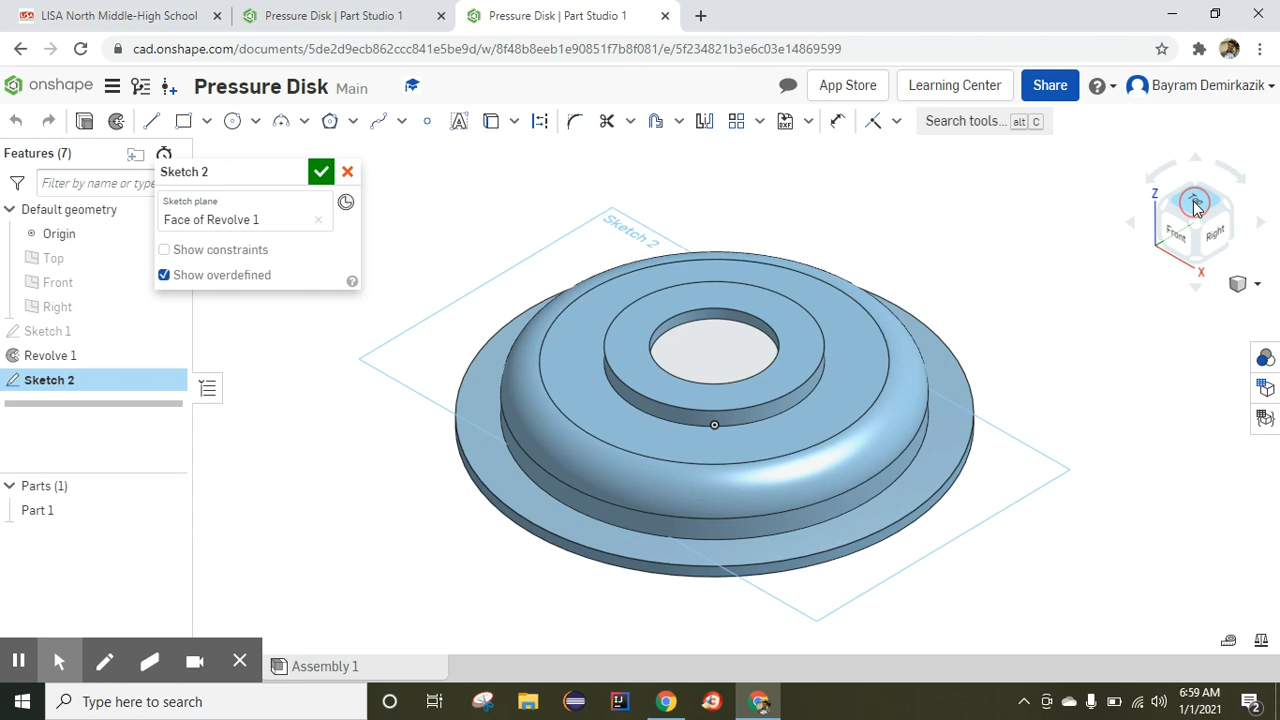 LISA North Middle-High School
Pressure Disk | Part Studio 1
Pressure Disk | Part Studio 1
cad.onshape.com/documents/5de2d9ecb862ccc841e5be9d/w/8f48b8eeb1e90851f7b8f081/e/5f234821b3e6c03e14869599
onshape
Pressure Disk Main
App Store
Learning Center
Share
Bayram Demirkazik
Search tools... alt C
Features (7)
Filter by name or type
Default geometry
Origin
Top
Front
Right
Sketch 1
Revolve 1
Sketch 2
Parts (1)
Part 1
Sketch 2
Sketch plane
Face of Revolve 1
Show constraints
Show overdefined
Sketch 2
Z
Top
Front
Right
X
Assembly 1
Type here to search
6:59 AM
1/1/2021
2